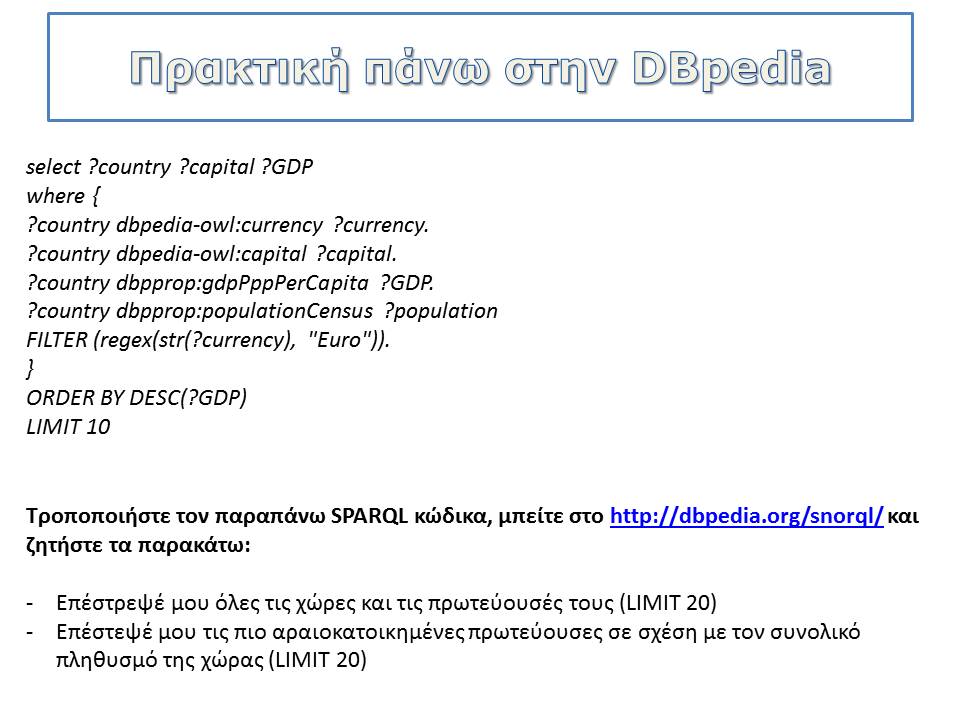 Πρακτική πάνω στην DBpedia
select ?country ?capital ?GDP
where {
?country dbpedia-owl:currency ?currency.
?country dbpedia-owl:capital ?capital.
?country dbpprop:gdpPppPerCapita ?GDP.
?country dbpprop:populationCensus ?population
FILTER (regex(str(?currency), "Euro")).
}
ORDER BY DESC(?GDP)
LIMIT 10
Τροποποιήστε τον παραπάνω SPARQL κώδικα, μπείτε στο http://dbpedia.org/snorql/ και
ζητήστε τα παρακάτω:
- Επέστρεψέ μου όλες τις χώρες και τις πρωτεύουσές τους (LIMIT 20)
- Επέστεψέ μου τις πιο αραιοκατοικημένες πρωτεύουσες σε σχέση με τον συνολικό
πληθυσμό της χώρας (LIMIT 20)